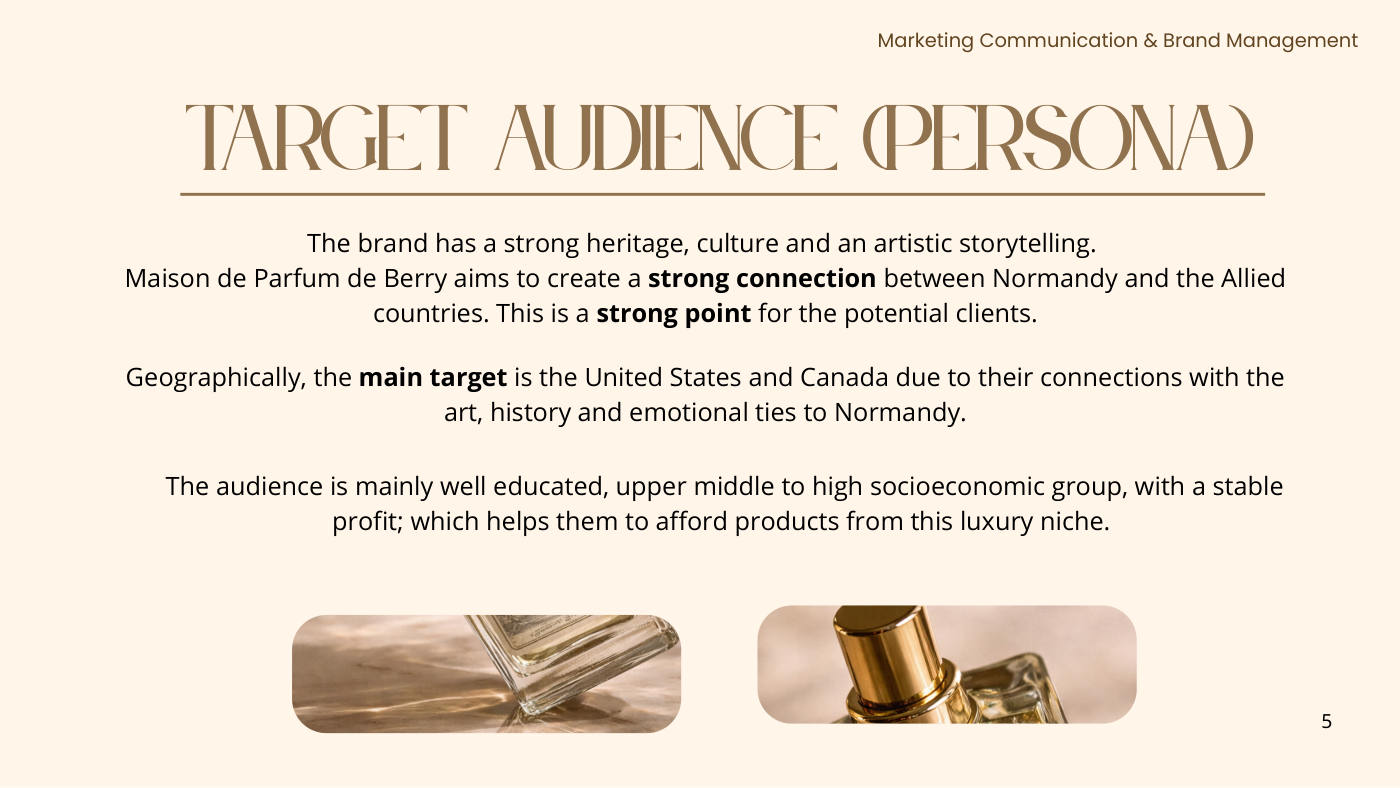 Marketing Communication & Brand Management
TARGET AUDIENCE (PERSONA)
The brand has a strong heritage, culture and an artistic storytelling.
Maison de Parfum de Berry aims to create a strong connection between Normandy and the Allied
countries. This is a strong point for the potential clients.
Geographically, the main target is the United States and Canada due to their connections with the
art, history and emotional ties to Normandy.
The audience is mainly well educated, upper middle to high socioeconomic group, with a stable
profit; which helps them to afford products from this luxury niche.
5